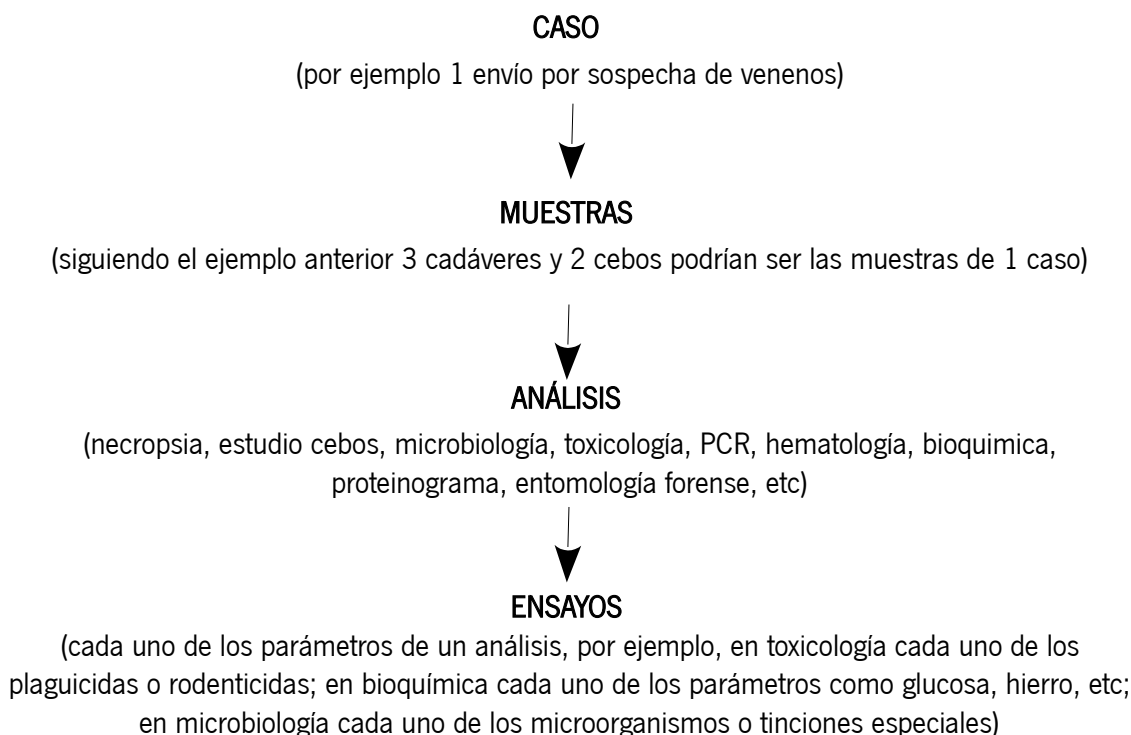 CASO
(por ejemplo 1 envío por sospecha de venenos)
MUESTRAS
(siguiendo el ejemplo anterior 3 cadáveres y 2 cebos podrían ser las muestras de 1 caso)
ANÁLISIS
(necropsia, estudio cebos, microbiología, toxicología, PCR, hematología, bioquimica,
proteinograma, entomología forense, etc)
ENSAYOS
(cada uno de los parámetros de un análisis, por ejemplo, en toxicología cada uno de los
plaguicidas o rodenticidas; en bioquímica cada uno de los parámetros como glucosa, hierro, etc;
en microbiología cada uno de los microorganismos o tinciones especiales)